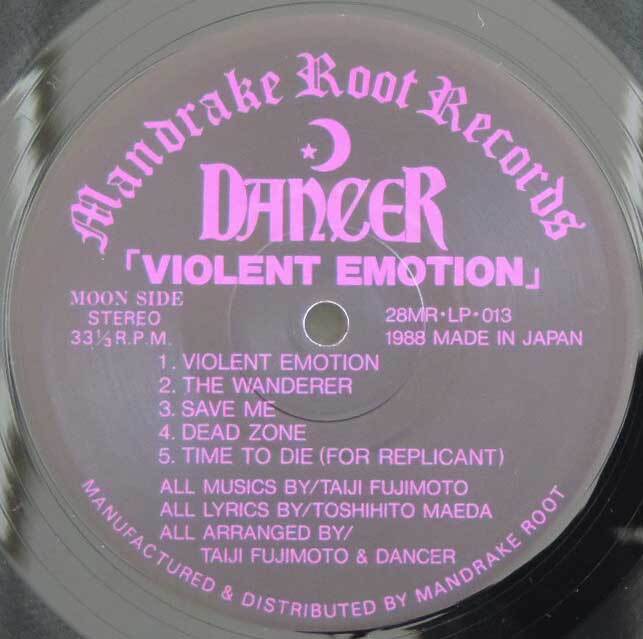 Mandrake Root Records
DANCER
「VIOLENT EMOTION」
MOON SIDE
STEREO
33⅓ R.P.M.
28MR・LP・013
1988 MADE IN JAPAN
1. VIOLENT EMOTION
2. THE WANDERER
3. SAVE ME
4. DEAD ZONE
5. TIME TO DIE (FOR REPLICANT)
ALL MUSICS BY/TAIJI FUJIMOTO
ALL LYRICS BY/TOSHIHITO MAEDA
ALL ARRANGED BY/
TAIJI FUJIMOTO & DANCER
MANUFACTURED & DISTRIBUTED BY MANDRAKE ROOT